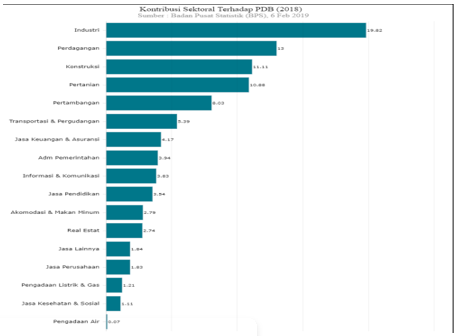 Kontribusi Sektoral Terhadap PDB (2018)
Sumber : Badan Pusat Statistik (BPS), 6 Feb 2019
Industri 19.82
Perdagangan 13
Konstruksi 11.11
Pertanian 10.88
Pertambangan 8.03
Transportasi & Pergudangan 5.39
Jasa Keuangan & Asuransi 4.17
Adm Pemerintahan 3.94
Informasi & Komunikasi 3.83
Jasa Pendidikan 3.54
Akomodasi & Makan Minum 2.79
Real Estat 2.74
Jasa Lainnya 1.84
Jasa Perusahaan 1.83
Pengadaan Listrik & Gas 1.21
Jasa Kesehatan & Sosial 1.11
Pengadaan Air 0.07